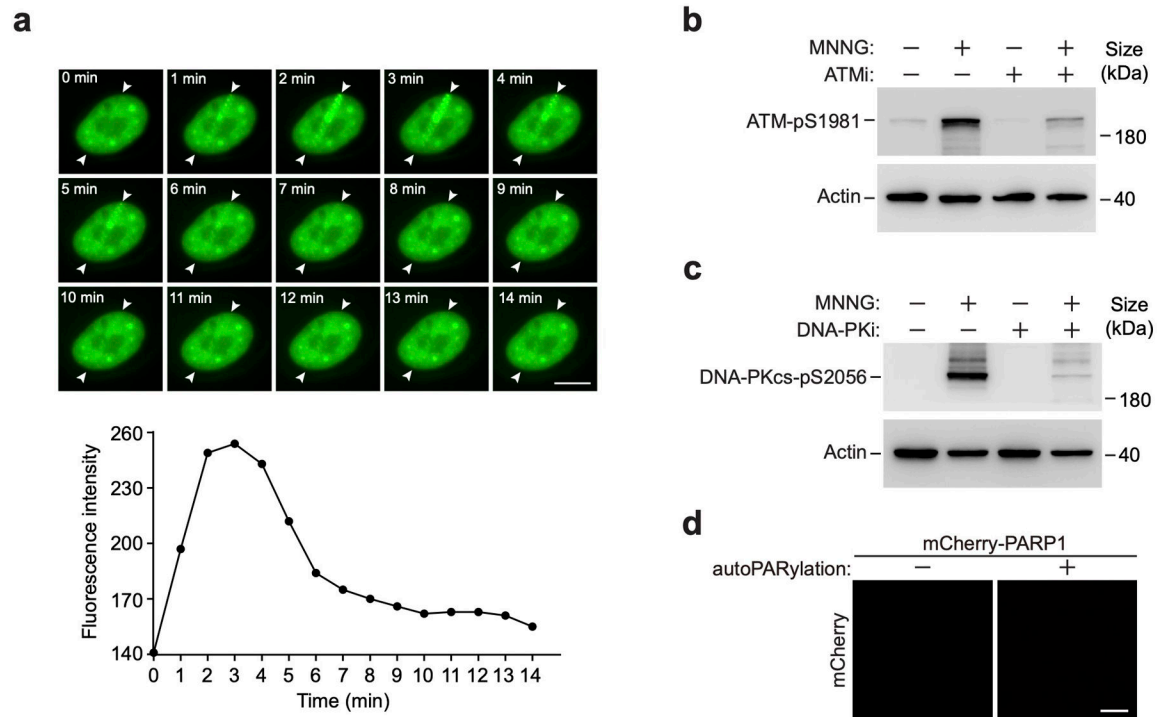 a
0 min 1 min 2 min 3 min 4 min
5 min 6 min 7 min 8 min 9 min
10 min 11 min 12 min 13 min 14 min
Fluorescence intensity
260
230
200
170
140
0 1 2 3 4 5 6 7 8 9 10 11 12 13 14
Time (min)
b
MNNG: − + − + Size
ATMi: − − + + (kDa)
ATM-pS1981
180
Actin 40
c
MNNG: − + − + Size
DNA-PKi: − − + + (kDa)
DNA-PKcs-pS2056
180
Actin 40
d
mCherry-PARP1
autoPARylation: − +
mCherry